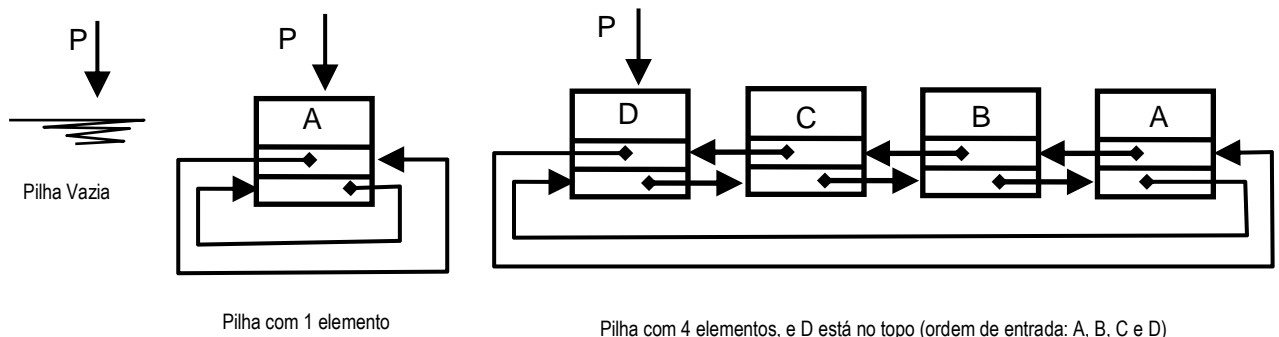 P
P
P
A
D
C
B
A
Pilha Vazia
Pilha com 1 elemento
Pilha com 4 elementos, e D está no topo (ordem de entrada: A, B, C e D)